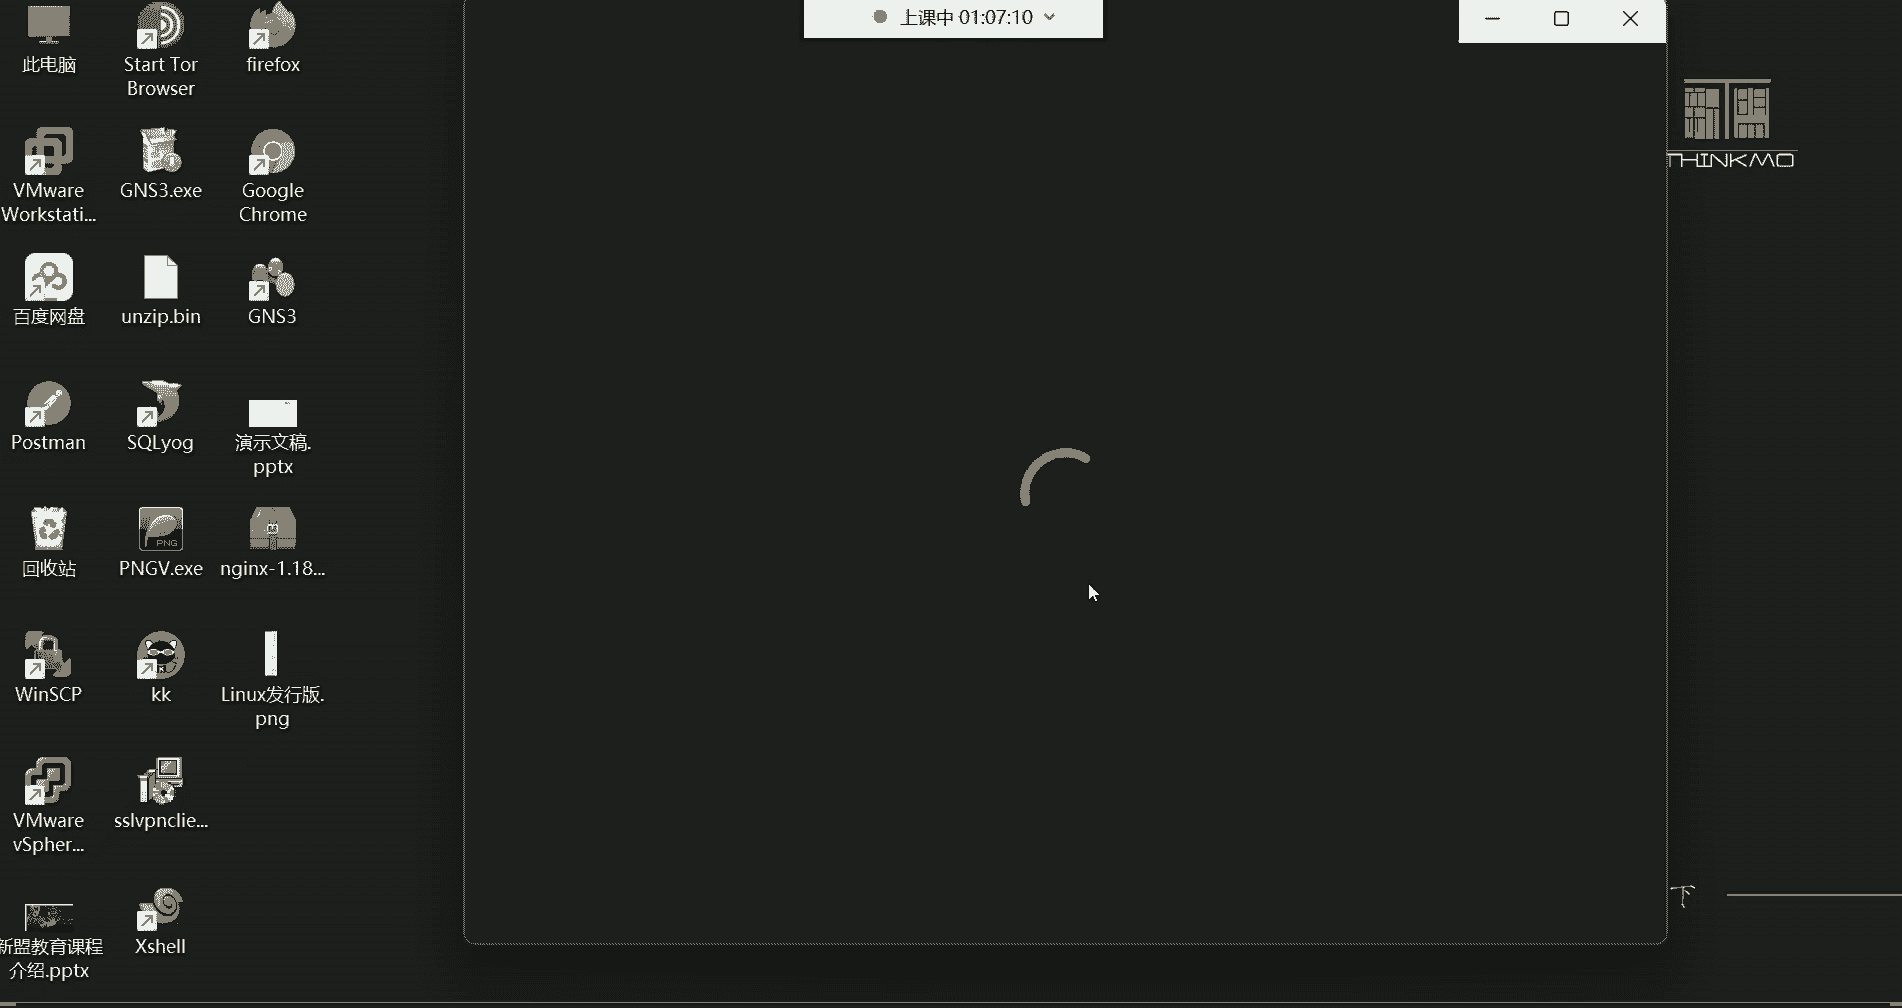 上课中 01:07:10
此电脑
Start Tor
Browser
firefox
VMware
Workstati...
GNS3.exe
Google
Chrome
百度网盘
unzip.bin
GNS3
Postman
SQLyog
演示文稿.
pptx
回收站
PNG
PNGV.exe
nginx-1.18...
WinSCP
kk
Linux发行版.
png
VMware
vSpher...
sslvpnclie...
新盟教育课程
介绍.pptx
Xshell
THINKMO
下